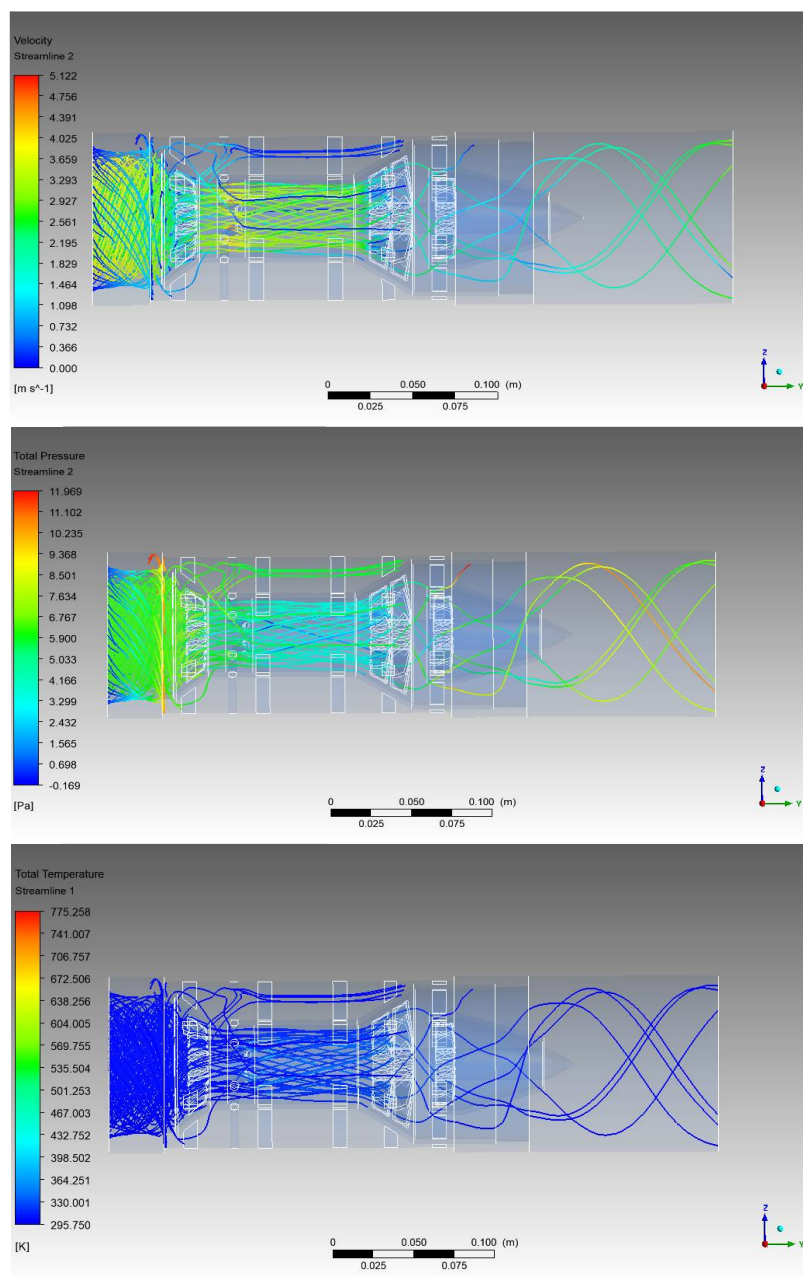 Velocity
Streamline 2
5.122
4.756
4.391
4.025
3.659
3.293
2.927
2.561
2.195
1.829
1.464
1.098
0.732
0.366
0.000
[m s^-1]
0 0.050 0.100 (m)
0.025 0.075
Z
Y
Total Pressure
Streamline 2
11.969
11.102
10.235
9.368
8.501
7.634
6.767
5.900
5.033
4.166
3.299
2.432
1.565
0.698
-0.169
[Pa]
0 0.050 0.100 (m)
0.025 0.075
Z
Y
Total Temperature
Streamline 1
775.258
741.007
706.757
672.506
638.256
604.005
569.755
535.504
501.253
467.003
432.752
398.502
364.251
330.001
295.750
[K]
0 0.050 0.100 (m)
0.025 0.075
Z
Y